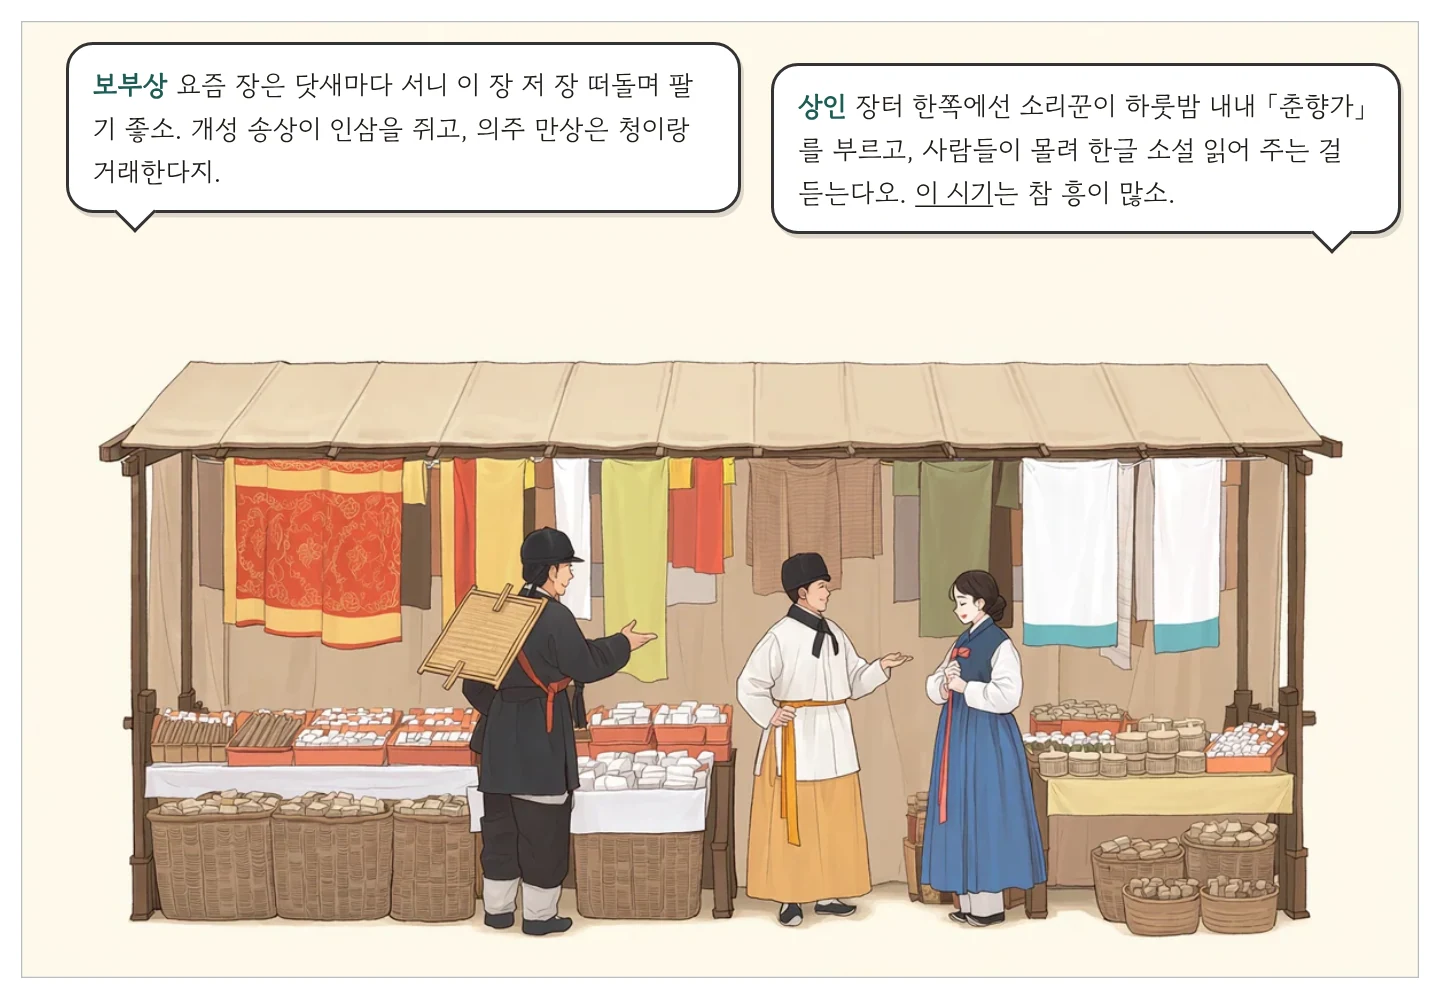 보부상 요즘 장은 닷새마다 서니 이 장 저 장 떠돌며 팔
기 좋소. 개성 송상이 인삼을 쥐고, 의주 만상은 청이랑
거래한다지.
상인 장터 한쪽에선 소리꾼이 하룻밤 내내 「춘향가」
를 부르고, 사람들이 몰려 한글 소설 읽어 주는 걸
듣는다오. 이 시기는 참 흥이 많소.